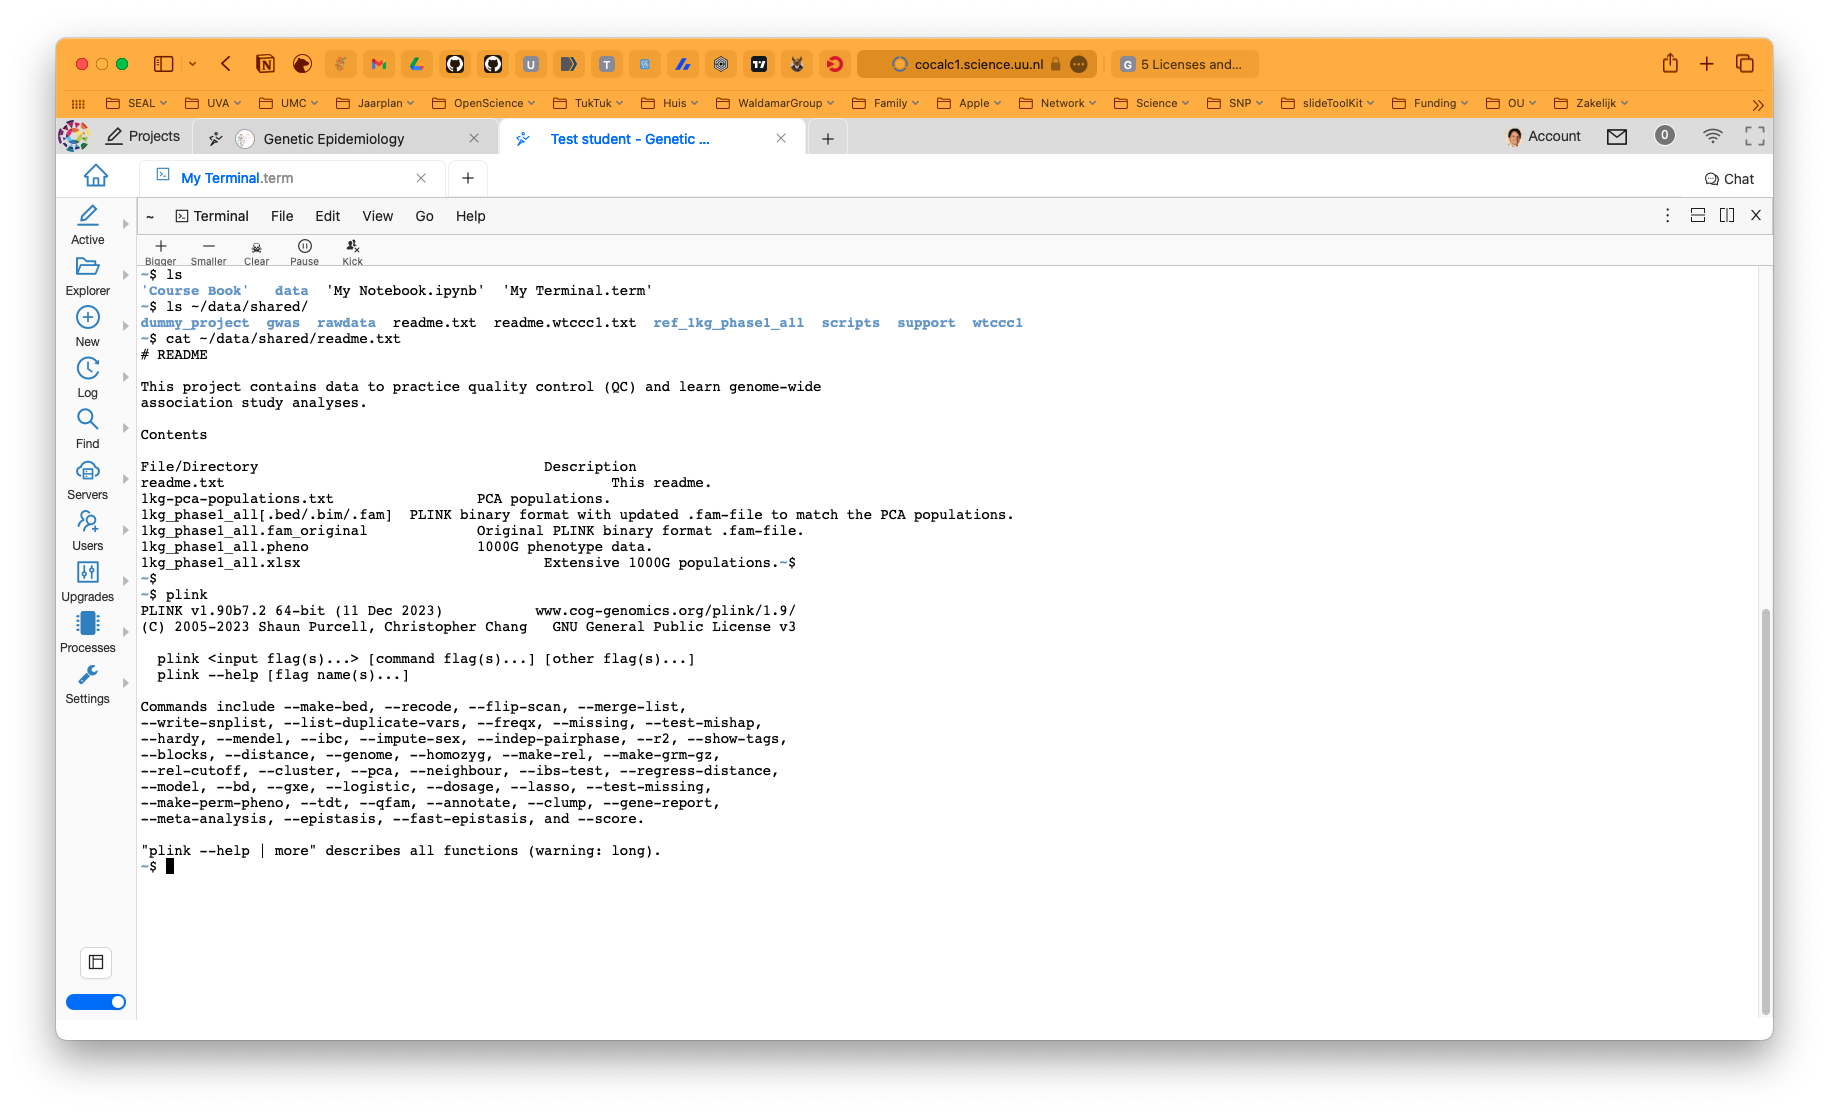 cocalc1.science.uu.nl
G 5 Licenses and...
SEAL UVA UMC Jaarplan OpenScience TukTuk Huis WaldamarGroup Family Apple Network Science SNP slideToolKit Funding OU Zakelijk
Projects Genetic Epidemiology Test student - Genetic ... Account 0
My Terminal.term Chat
~ Terminal File Edit View Go Help
Bigger Smaller Clear Pause Kick
Active
Explorer
New
Log
Find
Servers
Users
Upgrades
Processes
Settings
~$ ls
'Course Book' data 'My Notebook.ipynb' 'My Terminal.term'
~$ ls ~/data/shared/
dummy_project gwas rawdata readme.txt readme.wtccc1.txt ref_1kg_phase1_all scripts support wtccc1
~$ cat ~/data/shared/readme.txt
# README
This project contains data to practice quality control (QC) and learn genome-wide
association study analyses.
Contents
File/Directory Description
readme.txt This readme.
1kg-pca-populations.txt PCA populations.
1kg_phase1_all[.bed/.bim/.fam] PLINK binary format with updated .fam-file to match the PCA populations.
1kg_phase1_all.fam_original Original PLINK binary format .fam-file.
1kg_phase1_all.pheno 1000G phenotype data.
1kg_phase1_all.xlsx Extensive 1000G populations.~$
~$
~$ plink
PLINK v1.90b7.2 64-bit (11 Dec 2023) www.cog-genomics.org/plink/1.9/
(C) 2005-2023 Shaun Purcell, Christopher Chang GNU General Public License v3
plink <input flag(s)...> [command flag(s)...] [other flag(s)...]
plink --help [flag name(s)...]
Commands include --make-bed, --recode, --flip-scan, --merge-list,
--write-snplist, --list-duplicate-vars, --freqx, --missing, --test-mishap,
--hardy, --mendel, --ibc, --impute-sex, --indep-pairphase, --r2, --show-tags,
--blocks, --distance, --genome, --homozyg, --make-rel, --make-grm-gz,
--rel-cutoff, --cluster, --pca, --neighbour, --ibs-test, --regress-distance,
--model, --bd, --gxe, --logistic, --dosage, --lasso, --test-missing,
--make-perm-pheno, --tdt, --qfam, --annotate, --clump, --gene-report,
--meta-analysis, --epistasis, --fast-epistasis, and --score.
"plink --help | more" describes all functions (warning: long).
~$